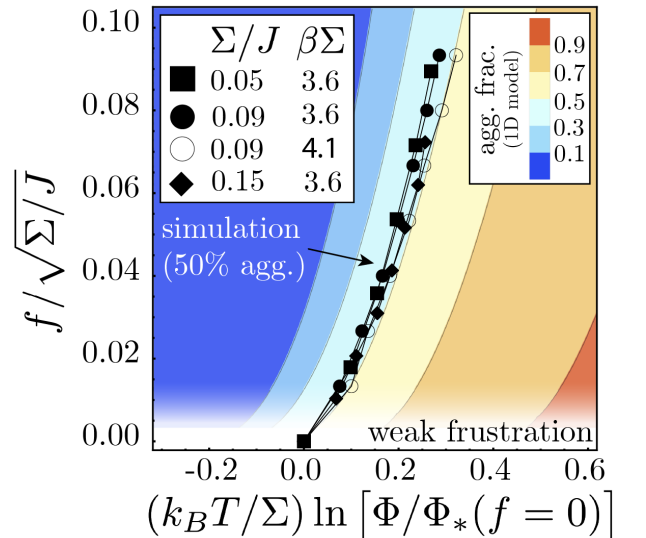 Σ/J βΣ
0.05 3.6
0.09 3.6
0.09 4.1
0.15 3.6
agg. frac.
(1D model)
0.9
0.7
0.5
0.3
0.1
simulation
(50% agg.)
weak frustration
f/√Σ/J
0.10
0.08
0.06
0.04
0.02
0.00
-0.2 0.0 0.2 0.4 0.6
(k_BT/Σ) ln [Φ/Φ_*(f = 0)]